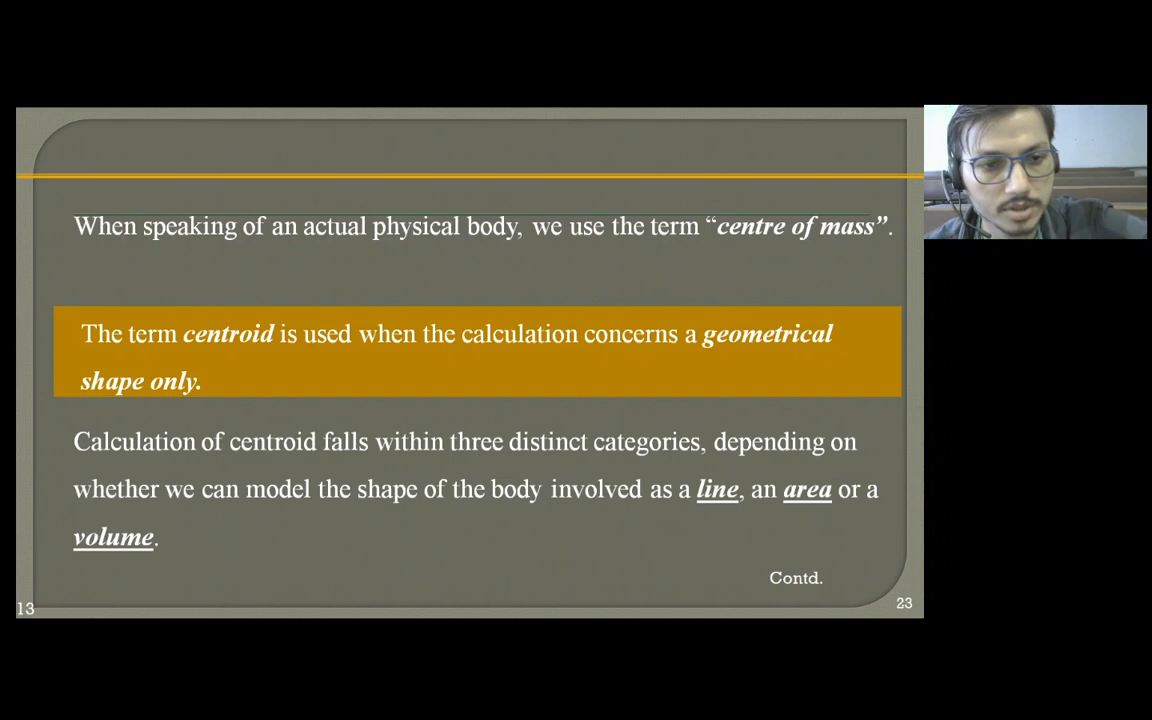 When speaking of an actual physical body, we use the term “centre of mass”.
The term centroid is used when the calculation concerns a geometrical
shape only.
Calculation of centroid falls within three distinct categories, depending on
whether we can model the shape of the body involved as a line, an area or a
volume.
Contd.
13
23